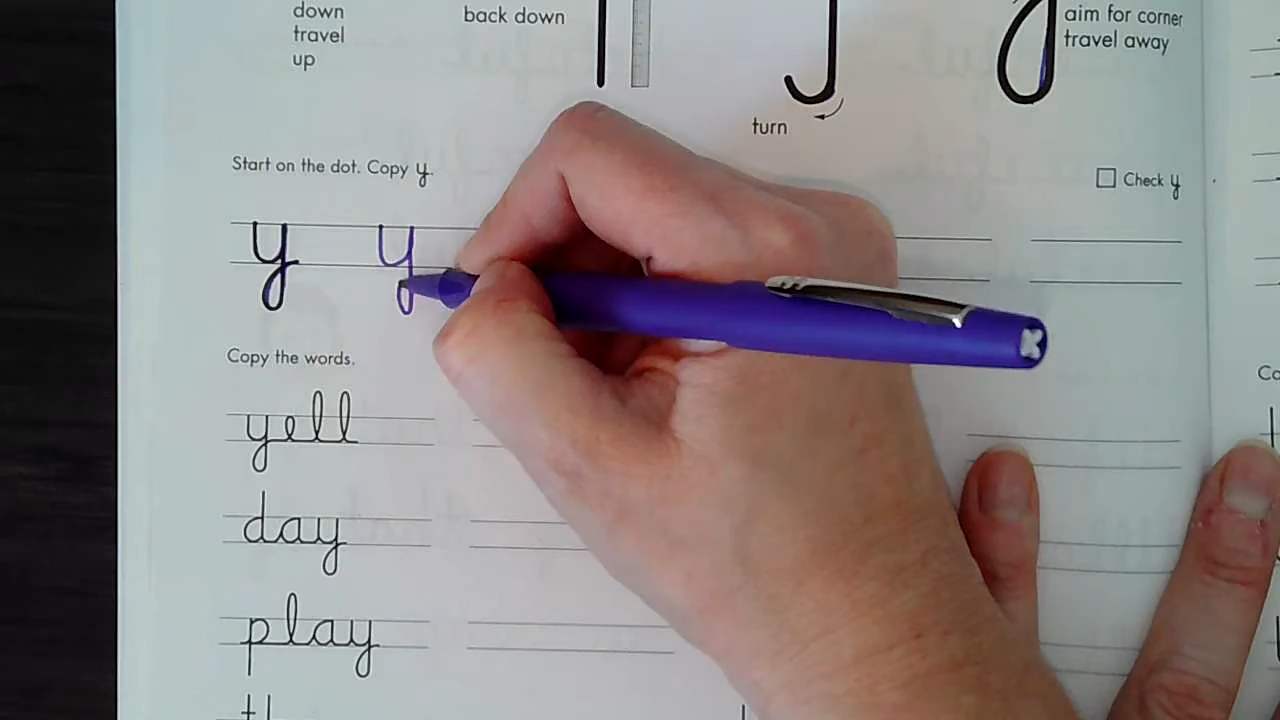 down
travel
up
back down
aim for corner
travel away
turn
Start on the dot. Copy y.
Check y
y y
Copy the words.
yell
day
play